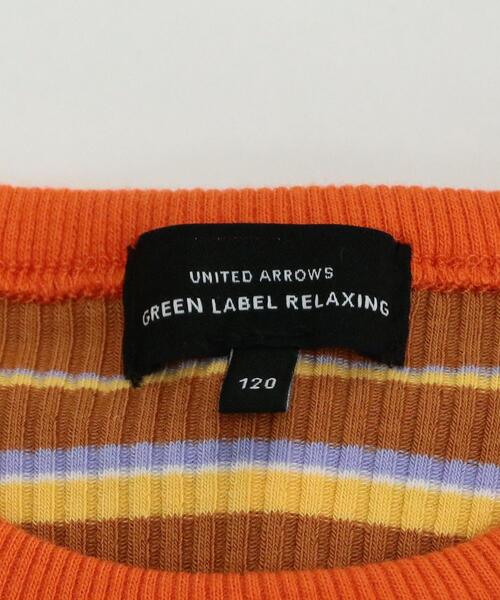 UNITED ARROWS
GREEN LABEL RELAXING
120